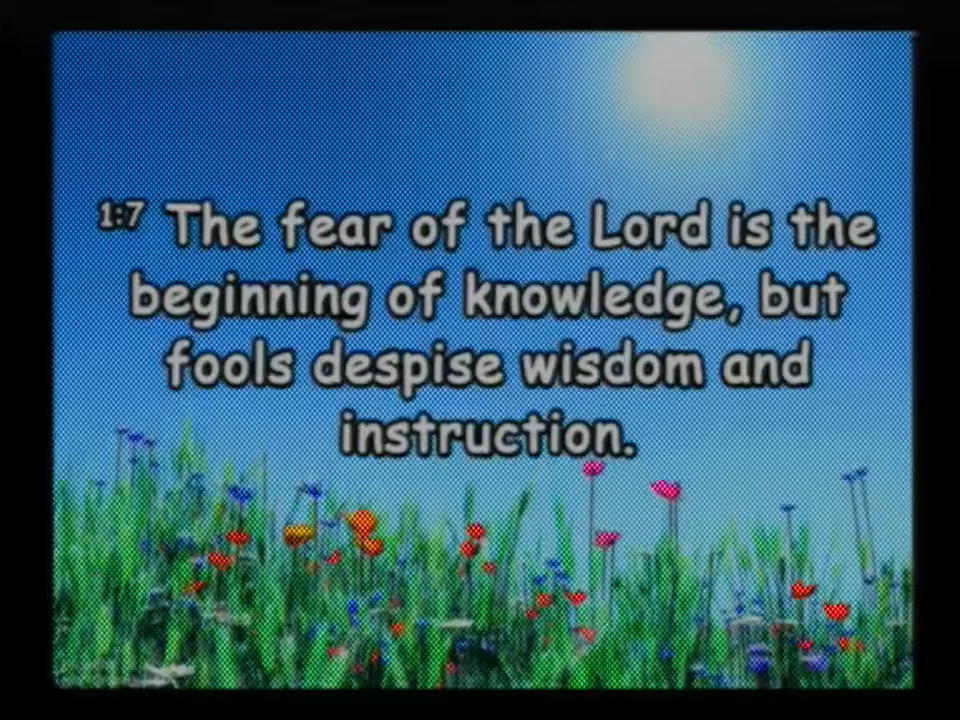 1:7 The fear of the Lord is the
beginning of knowledge, but
fools despise wisdom and
instruction.